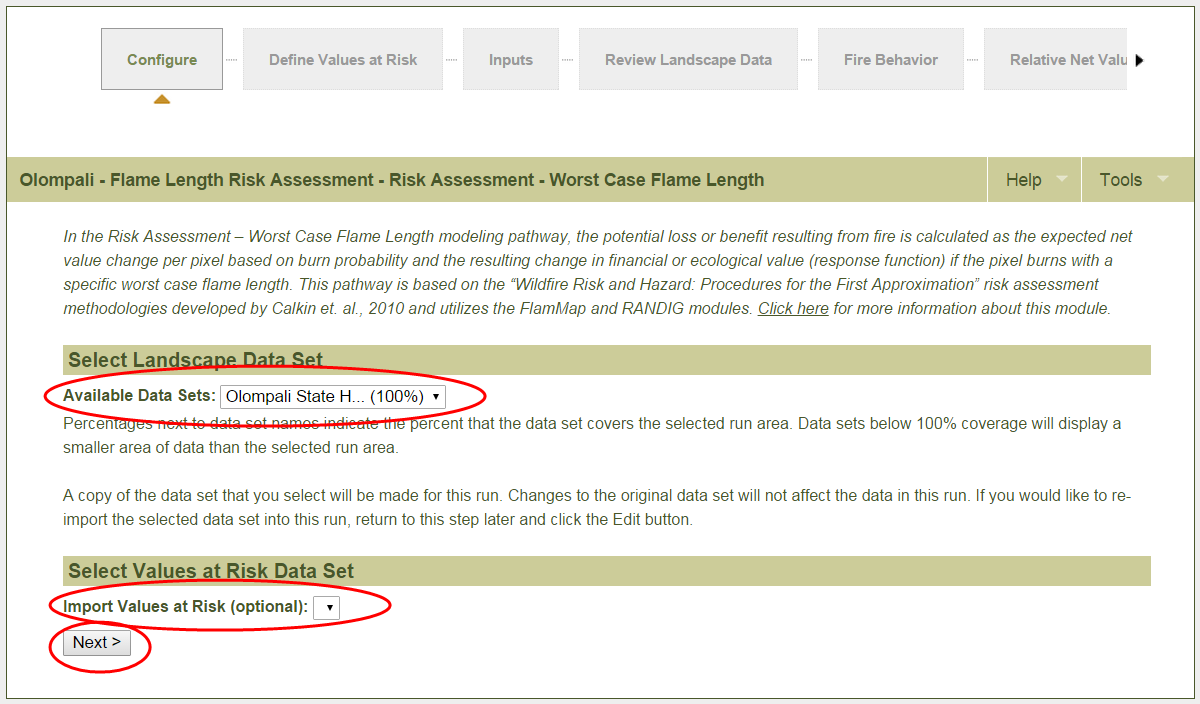 Configure
Define Values at Risk
Inputs
Review Landscape Data
Fire Behavior
Relative Net Valu
Olompali - Flame Length Risk Assessment - Risk Assessment - Worst Case Flame Length
Help
Tools
In the Risk Assessment – Worst Case Flame Length modeling pathway, the potential loss or benefit resulting from fire is calculated as the expected net
value change per pixel based on burn probability and the resulting change in financial or ecological value (response function) if the pixel burns with a
specific worst case flame length. This pathway is based on the “Wildfire Risk and Hazard: Procedures for the First Approximation” risk assessment
methodologies developed by Calkin et. al., 2010 and utilizes the FlamMap and RANDIG modules. Click here for more information about this module.
Select Landscape Data Set
Available Data Sets: Olompali State H... (100%)
Percentages next to data set names indicate the percent that the data set covers the selected run area. Data sets below 100% coverage will display a
smaller area of data than the selected run area.
A copy of the data set that you select will be made for this run. Changes to the original data set will not affect the data in this run. If you would like to re-
import the selected data set into this run, return to this step later and click the Edit button.
Select Values at Risk Data Set
Import Values at Risk (optional):
Next >